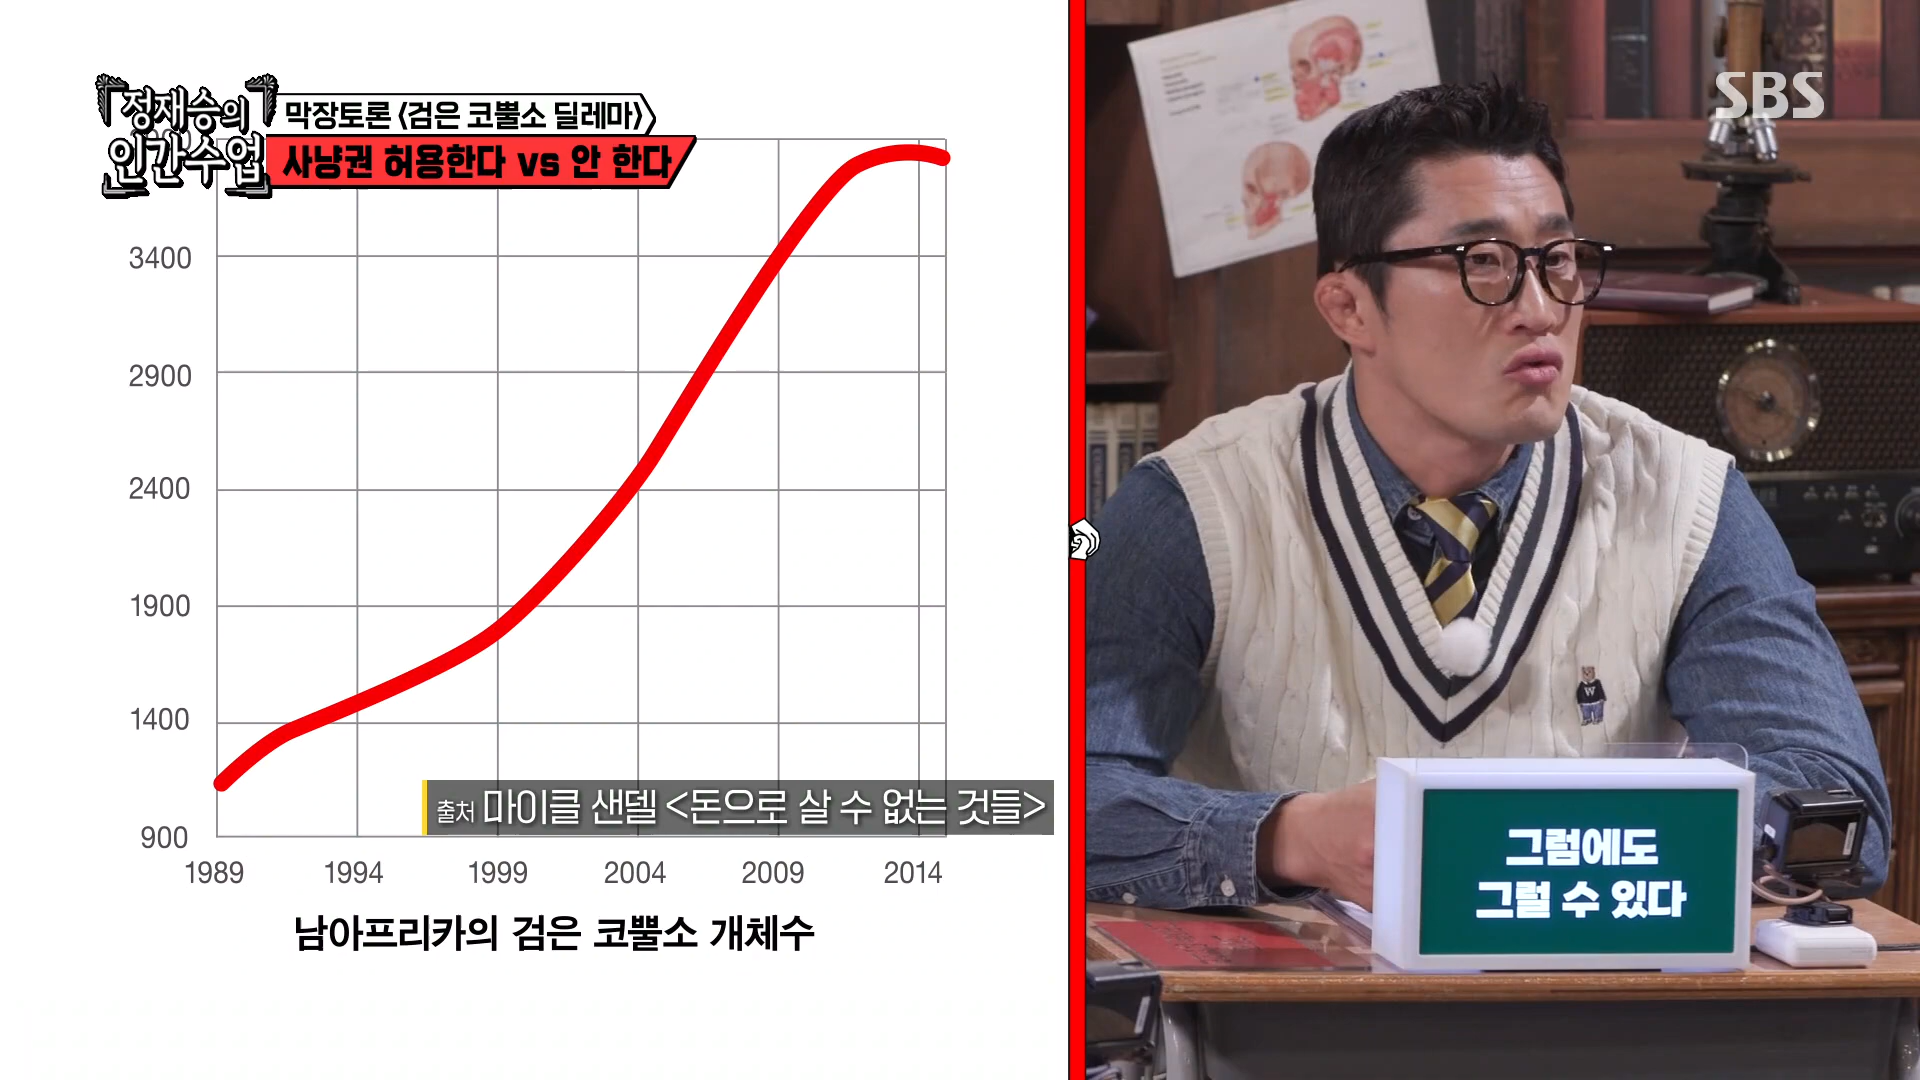 정재승의
인간수업
막장토론 〈검은 코뿔소 딜레마〉
사냥권 허용한다 vs 안 한다
SBS
3400
2900
2400
1900
1400
900
1989 1994 1999 2004 2009 2014
출처 마이클 샌델 <돈으로 살 수 없는 것들>
남아프리카의 검은 코뿔소 개체수
W
그럼에도
그럴 수 있다